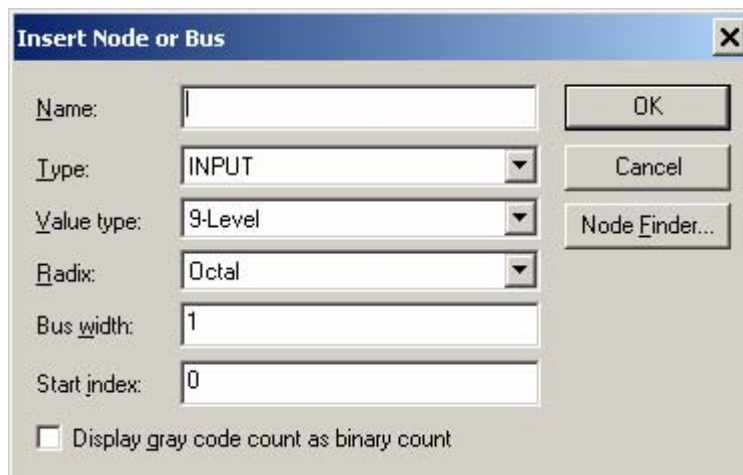 Insert Node or Bus
Name:
OK
Type:
INPUT
Cancel
Value type:
9-Level
Node Finder...
Radix:
Octal
Bus width:
1
Start index:
0
Display gray code count as binary count